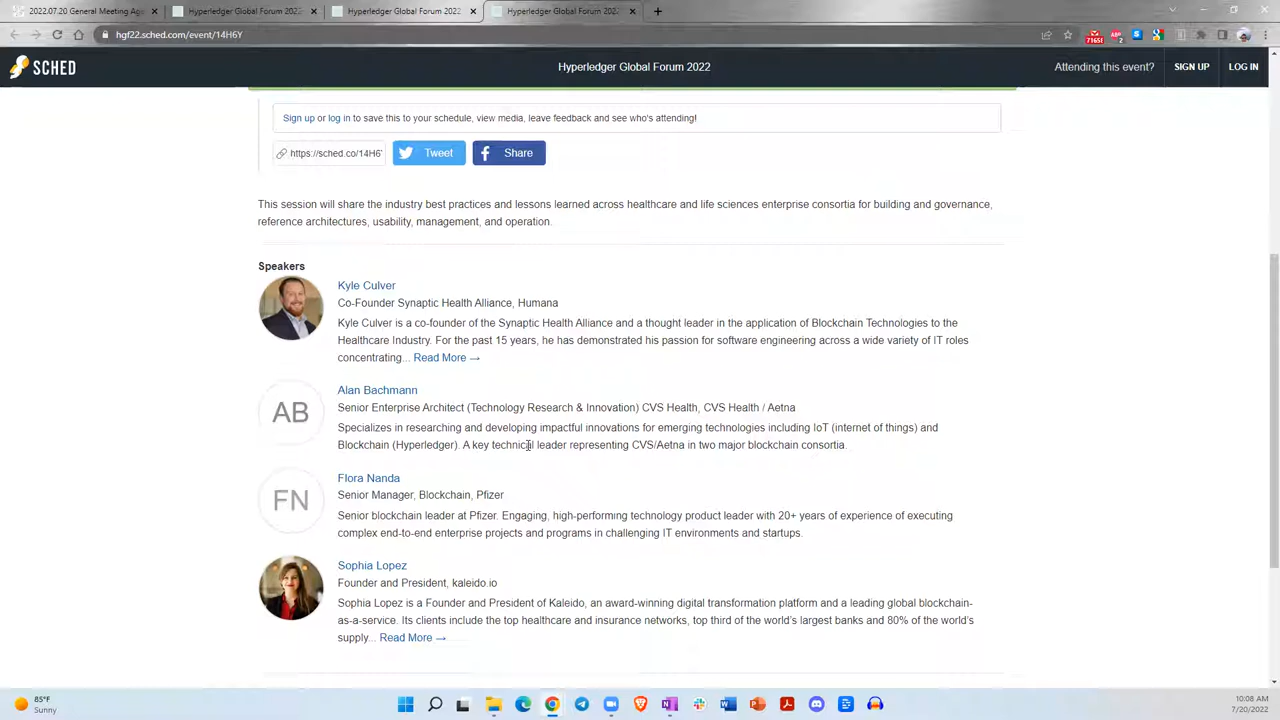 2022.07.20 General Meeting Age
Hyperledger Global Forum 2022
Hyperledger Global Forum 2022
Hyperledger Global Forum 2022
hgf22.sched.com/event/14H6Y
SCHED
Hyperledger Global Forum 2022
Attending this event?
SIGN UP
LOG IN
Sign up or log in to save this to your schedule, view media, leave feedback and see who's attending!
https://sched.co/14H6Y
Tweet
Share
This session will share the industry best practices and lessons learned across healthcare and life sciences enterprise consortia for building and governance,
reference architectures, usability, management, and operation.
Speakers
Kyle Culver
Co-Founder Synaptic Health Alliance, Humana
Kyle Culver is a co-founder of the Synaptic Health Alliance and a thought leader in the application of Blockchain Technologies to the
Healthcare Industry. For the past 15 years, he has demonstrated his passion for software engineering across a wide variety of IT roles
concentrating... Read More →
AB
Alan Bachmann
Senior Enterprise Architect (Technology Research & Innovation) CVS Health, CVS Health / Aetna
Specializes in researching and developing impactful innovations for emerging technologies including IoT (internet of things) and
Blockchain (Hyperledger). A key technical leader representing CVS/Aetna in two major blockchain consortia.
FN
Flora Nanda
Senior Manager, Blockchain, Pfizer
Senior blockchain leader at Pfizer. Engaging, high-performing technology product leader with 20+ years of experience of executing
complex end-to-end enterprise projects and programs in challenging IT environments and startups.
Sophia Lopez
Founder and President, kaleido.io
Sophia Lopez is a Founder and President of Kaleido, an award-winning digital transformation platform and a leading global blockchain-
as-a-service. Its clients include the top healthcare and insurance networks, top third of the world's largest banks and 80% of the world's
supply... Read More →
85°F
Sunny
10:08 AM
7/20/2022